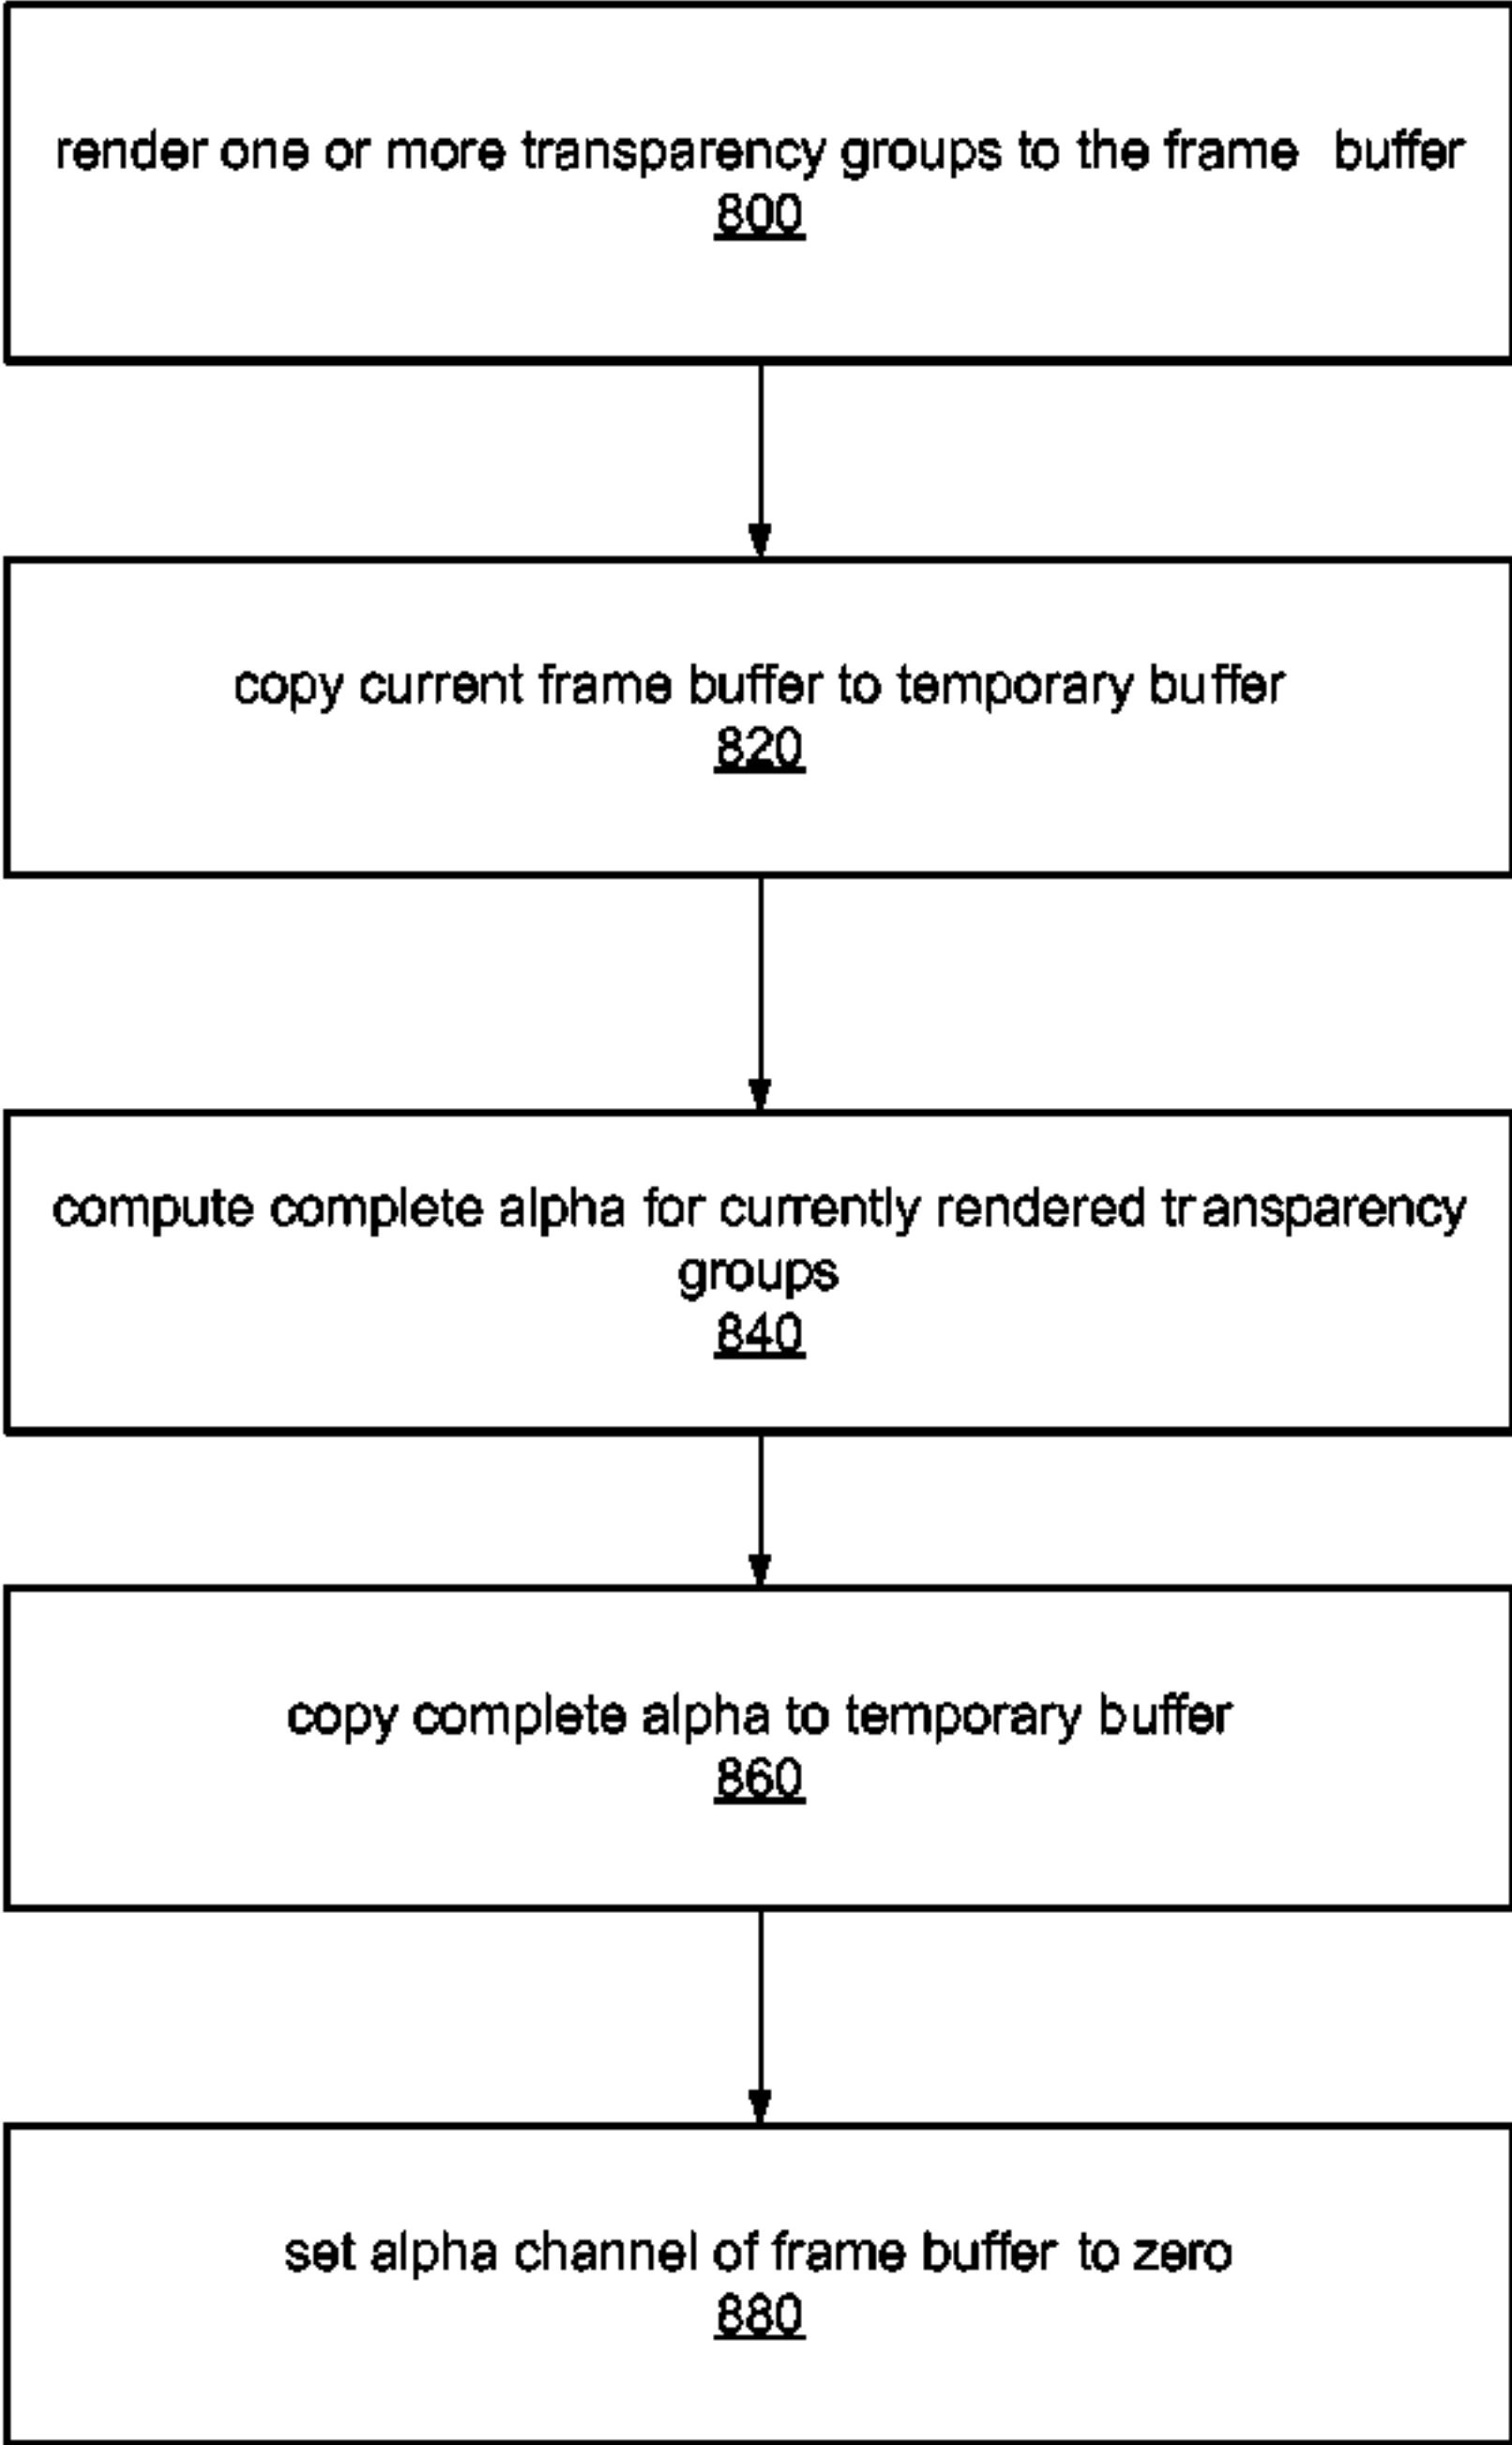 render one or more transparency groups to the frame buffer
800
copy current frame buffer to temporary buffer
820
compute complete alpha for currently rendered transparency
groups
840
copy complete alpha to temporary buffer
860
set alpha channel of frame buffer to zero
880